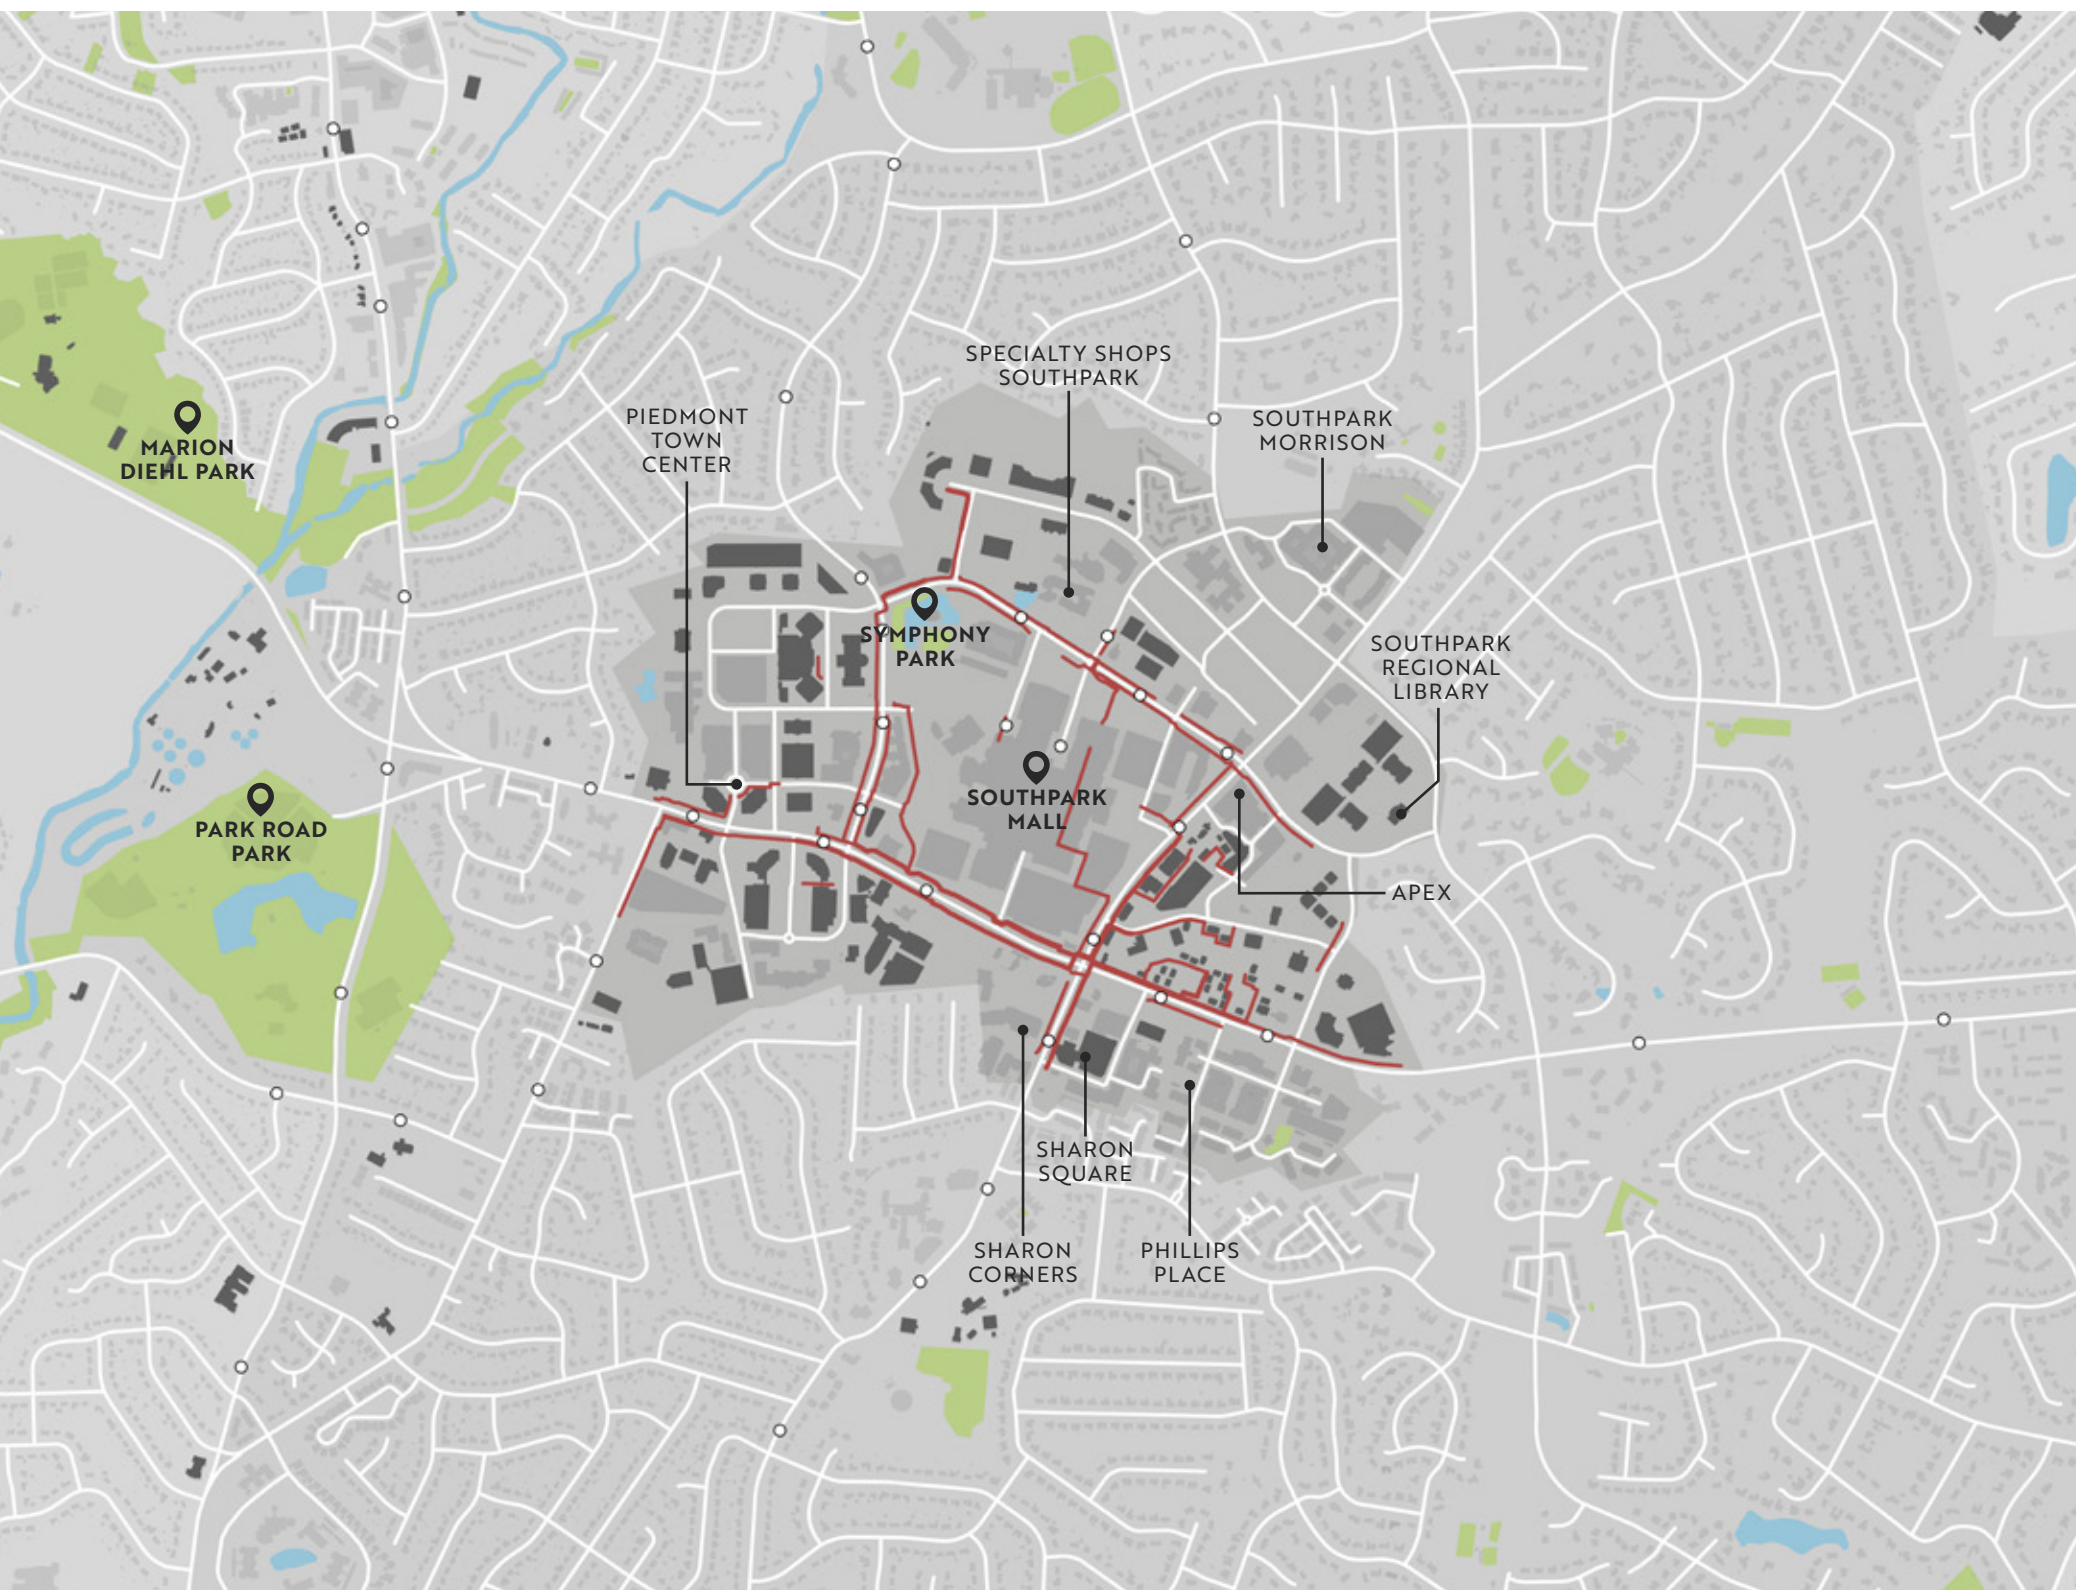 SPECIALTY SHOPS
SOUTHPARK
PIEDMONT
TOWN
CENTER
SOUTHPARK
MORRISON
MARION
DIEHL PARK
SYMPHONY
PARK
SOUTHPARK
REGIONAL
LIBRARY
SOUTHPARK
MALL
PARK ROAD
PARK
APEX
SHARON
SQUARE
SHARON
CORNERS
PHILLIPS
PLACE